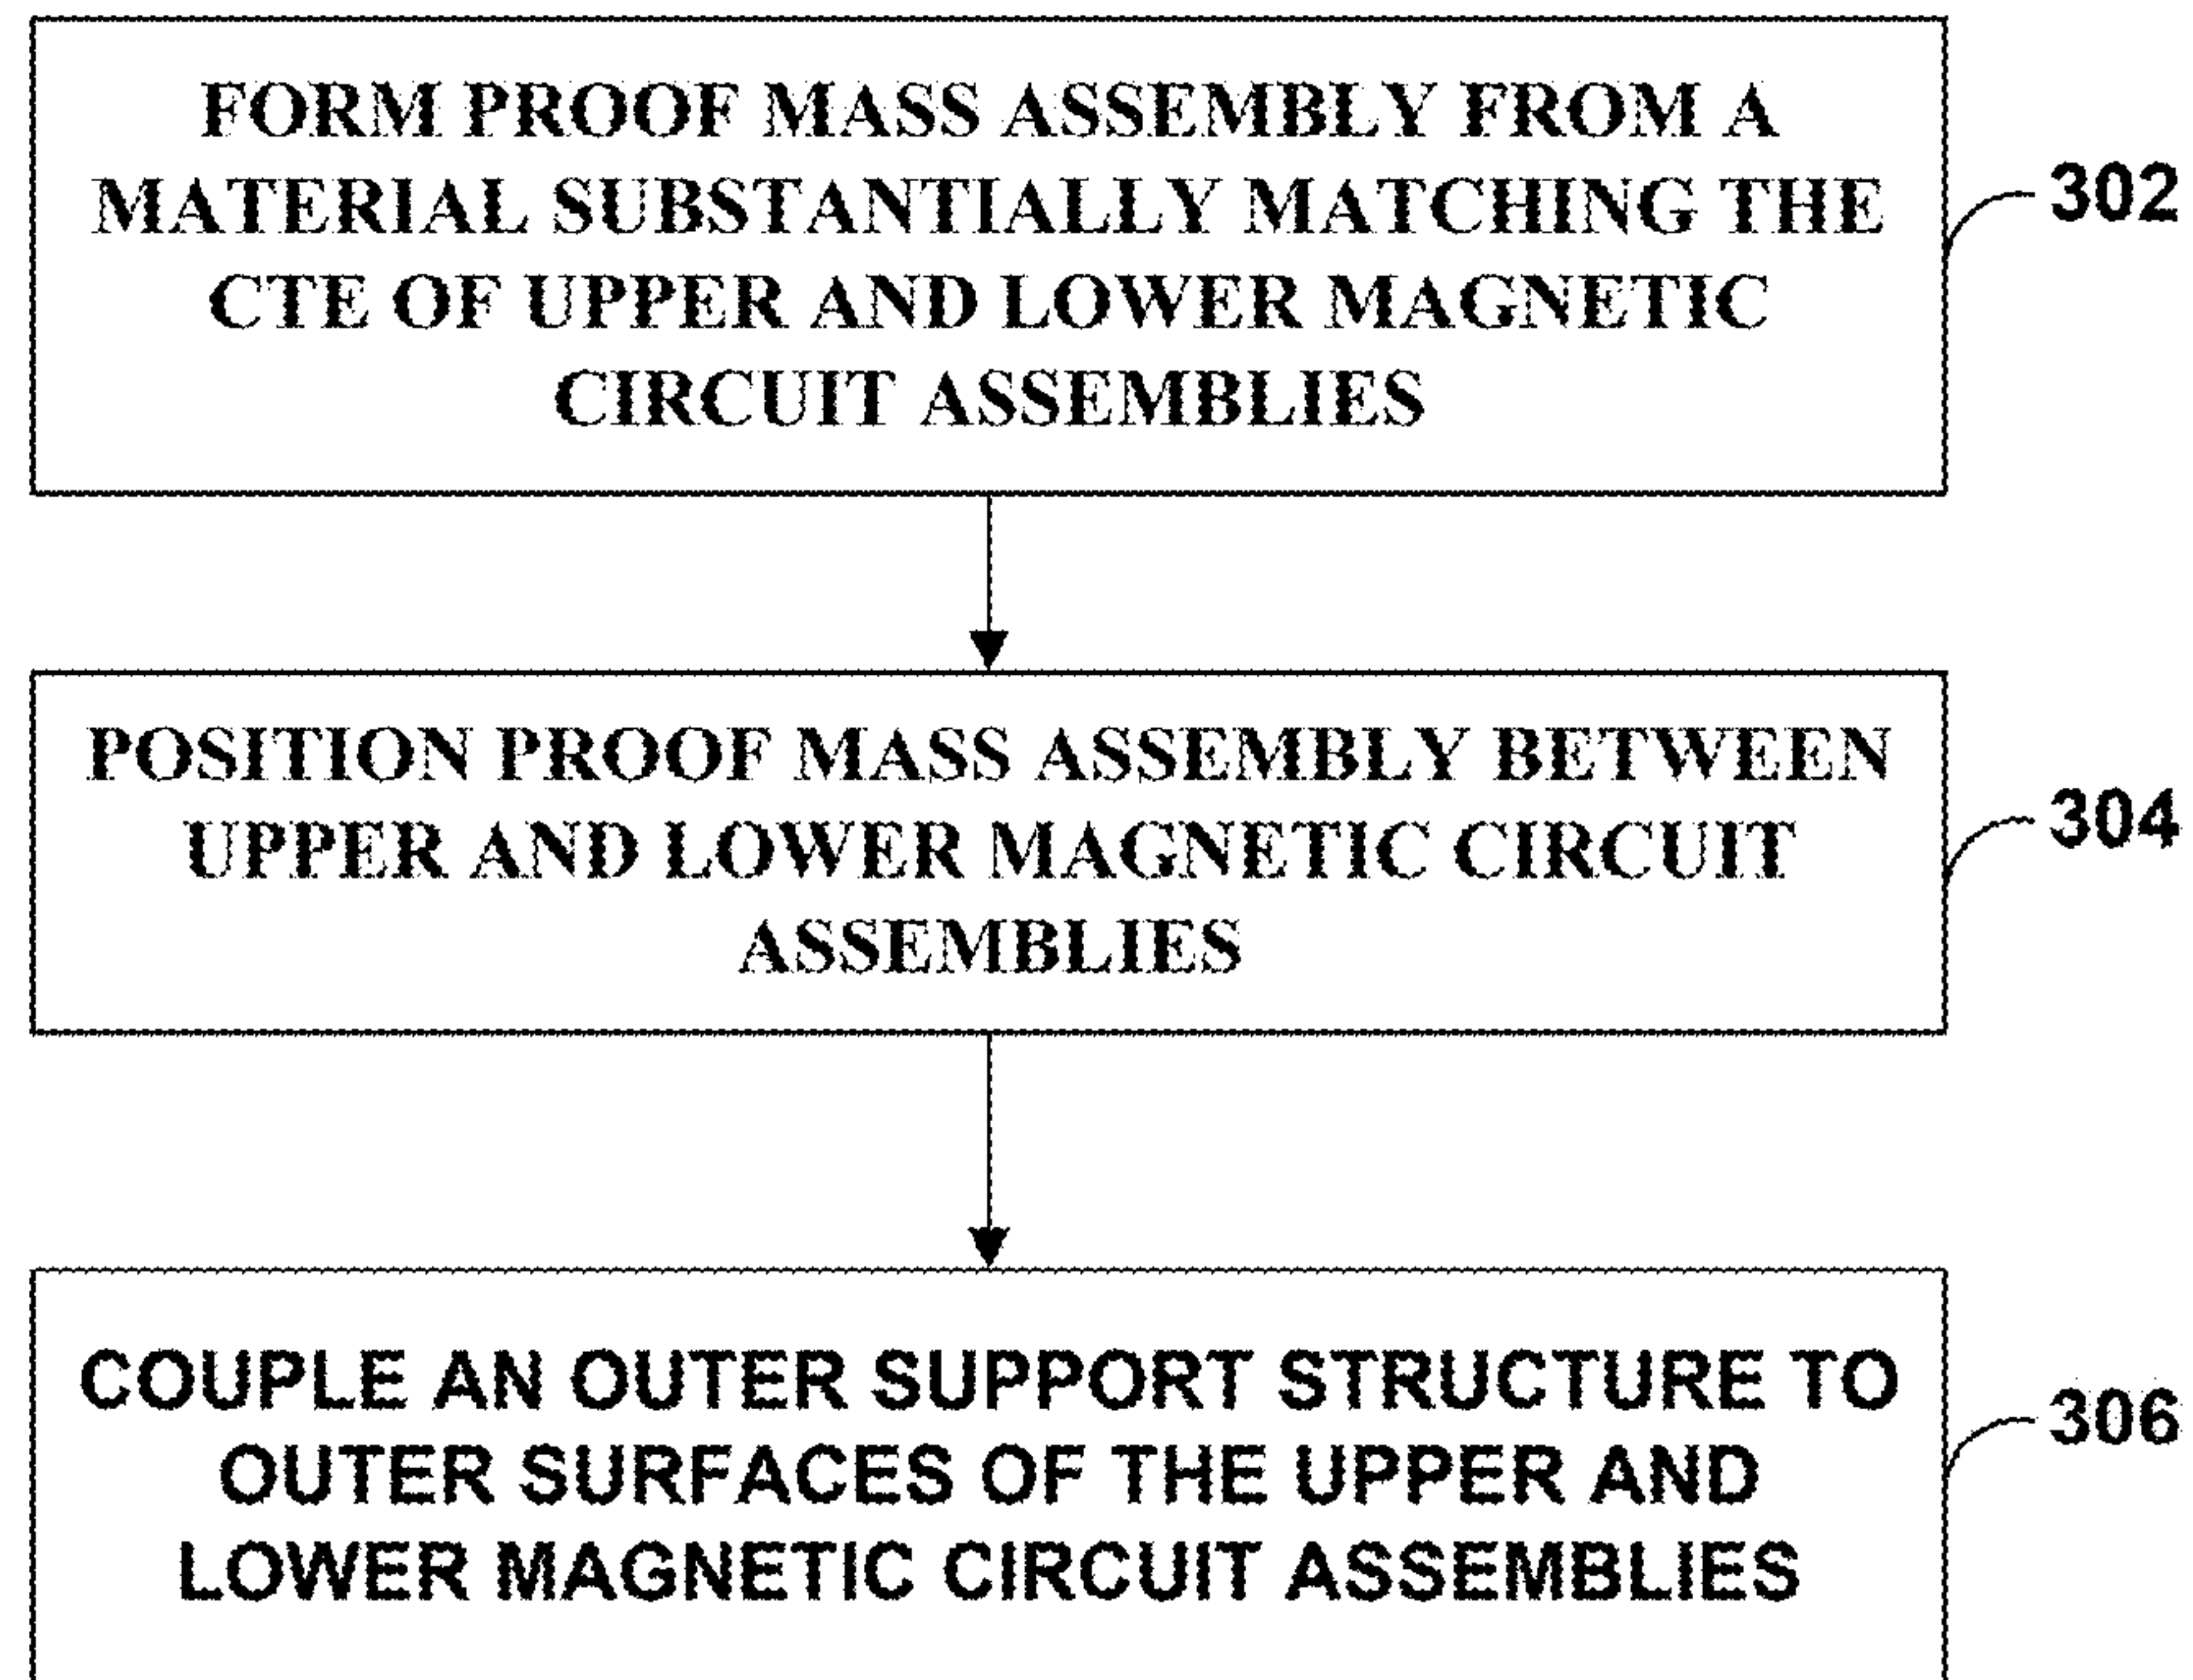 FORM PROOF MASS ASSEMBLY FROM A
MATERIAL SUBSTANTIALLY MATCHING THE
CTE OF UPPER AND LOWER MAGNETIC
CIRCUIT ASSEMBLIES
302
POSITION PROOF MASS ASSEMBLY BETWEEN
UPPER AND LOWER MAGNETIC CIRCUIT
ASSEMBLIES
304
COUPLE AN OUTER SUPPORT STRUCTURE TO
OUTER SURFACES OF THE UPPER AND
LOWER MAGNETIC CIRCUIT ASSEMBLIES
306